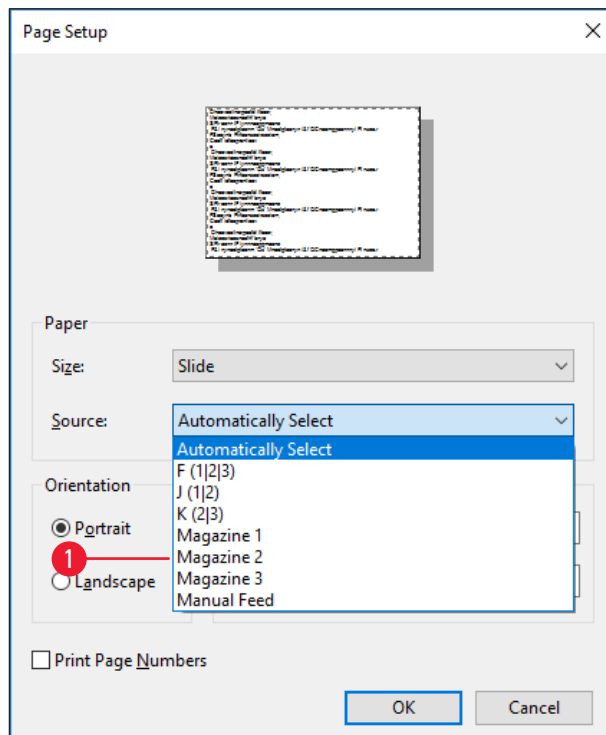 Page Setup
Paper
Size: Slide
Source: Automatically Select
Automatically Select
F (1|2|3)
J (1|2)
K (2|3)
Magazine 1
Magazine 2
Magazine 3
Manual Feed
Orientation
Portrait
1
Landscape
Print Page Numbers
OK Cancel